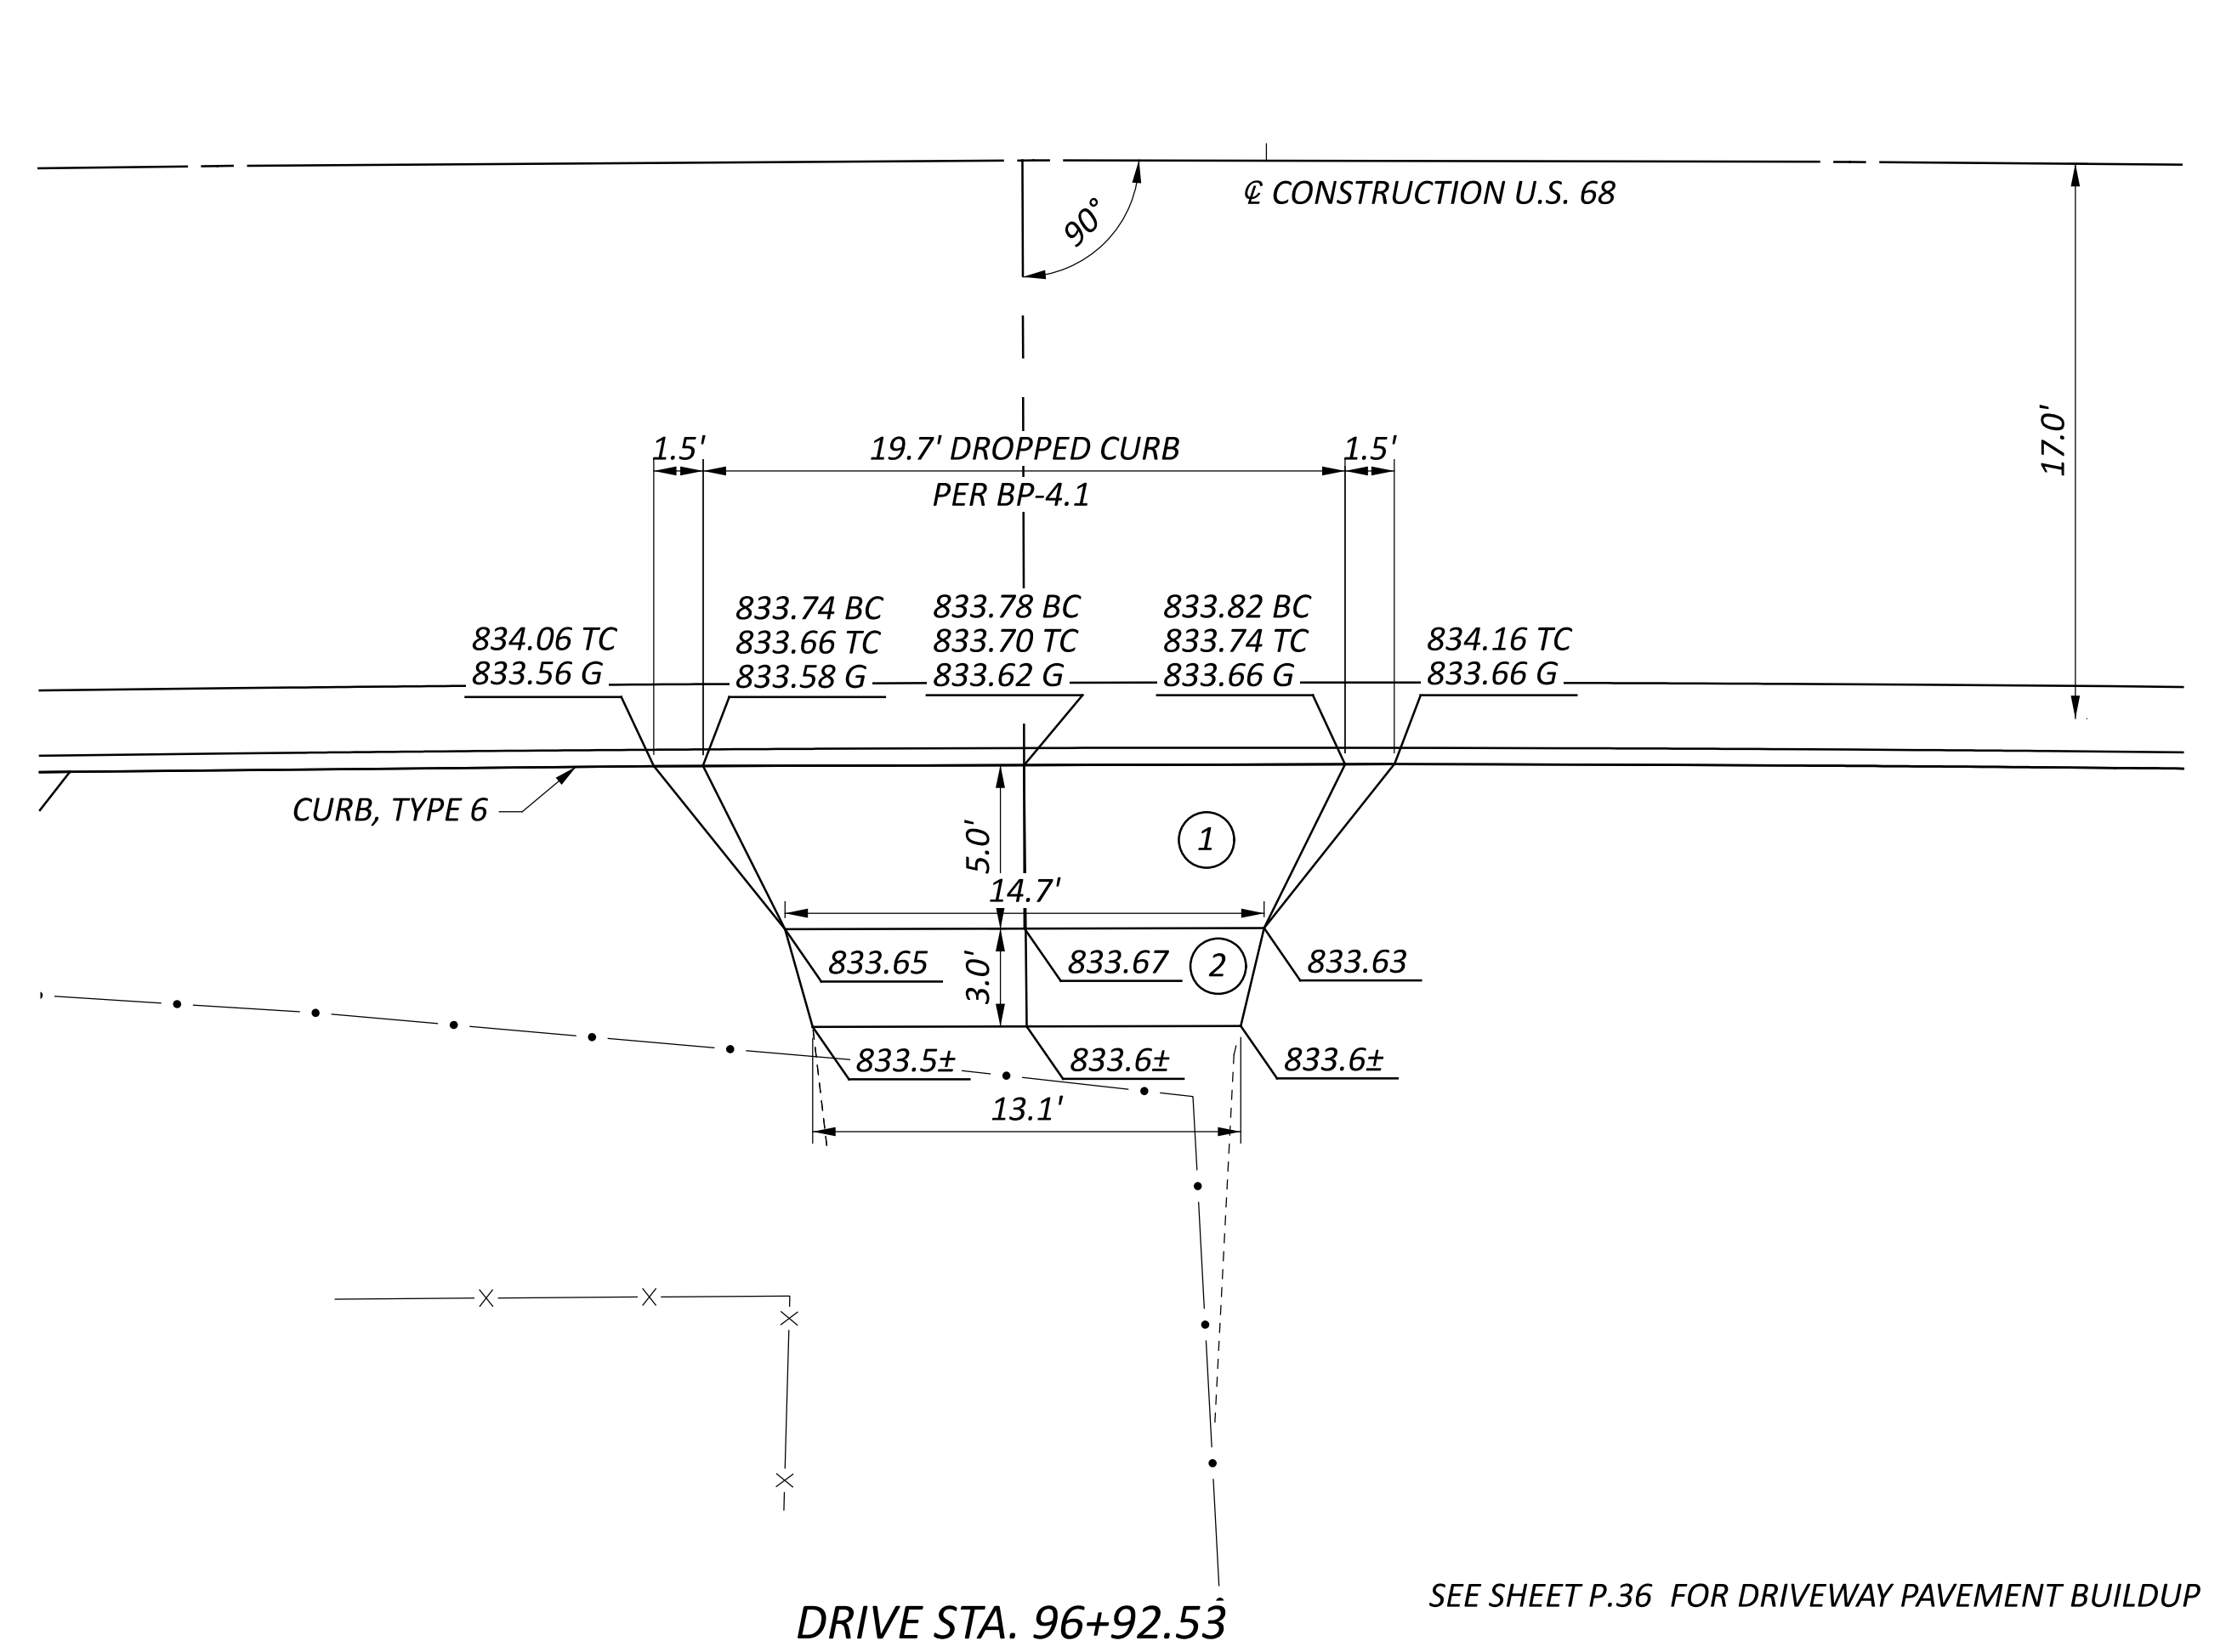 ℄ CONSTRUCTION U.S. 68
90°
17.0'
1.5'
19.7' DROPPED CURB
PER BP-4.1
1.5'
834.06 TC
833.56 G
833.74 BC
833.66 TC
833.58 G
833.78 BC
833.70 TC
833.62 G
833.82 BC
833.74 TC
833.66 G
834.16 TC
833.66 G
CURB, TYPE 6
5.0'
1
14.7'
833.65
3.0'
833.67
2
833.63
833.5±
833.6±
833.6±
13.1'
X
X
X
X
SEE SHEET P.36 FOR DRIVEWAY PAVEMENT BUILDUP
DRIVE STA. 96+92.53